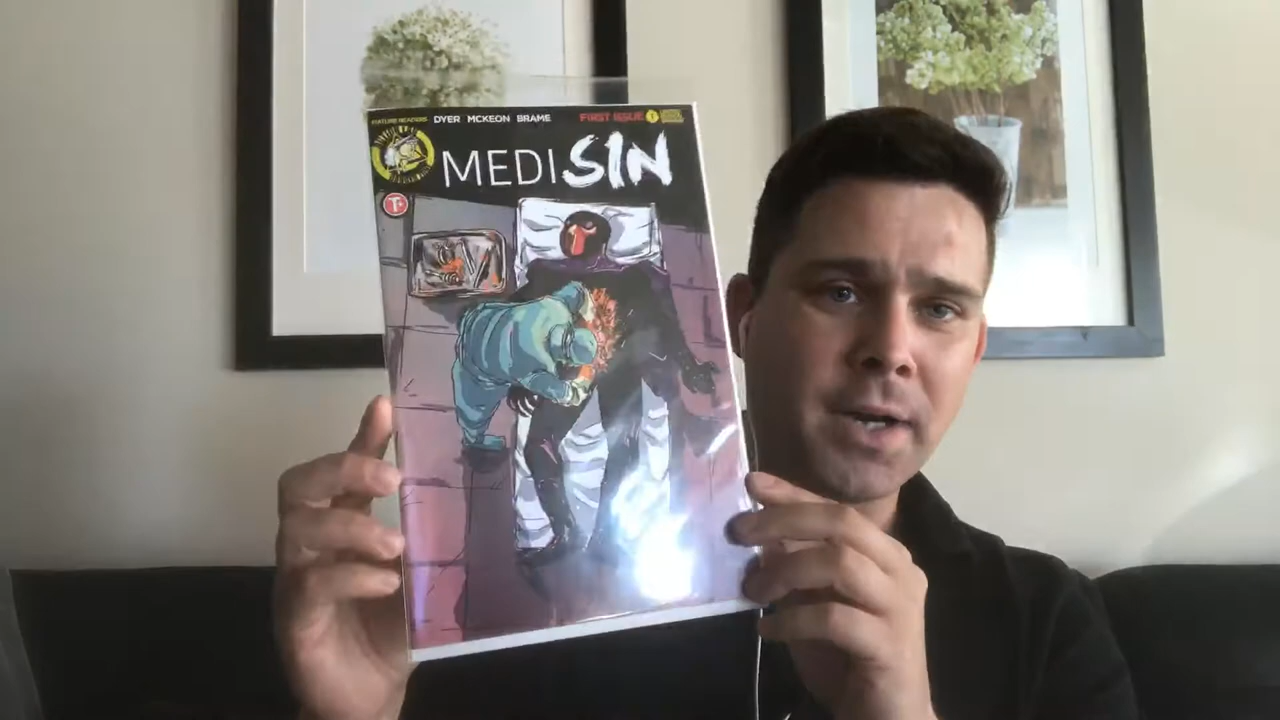 MATURE READERS DYER MCKEON BRAME FIRST ISSUE 1
MEDISIN
T+